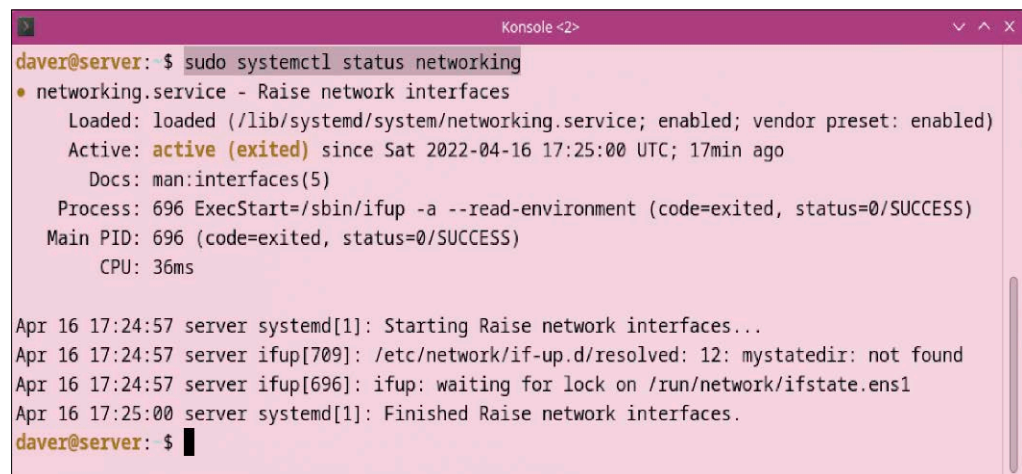 Konsole <2>
daver@server:~$ sudo systemctl status networking
● networking.service - Raise network interfaces
Loaded: loaded (/lib/systemd/system/networking.service; enabled; vendor preset: enabled)
Active: active (exited) since Sat 2022-04-16 17:25:00 UTC; 17min ago
Docs: man:interfaces(5)
Process: 696 ExecStart=/sbin/ifup -a --read-environment (code=exited, status=0/SUCCESS)
Main PID: 696 (code=exited, status=0/SUCCESS)
CPU: 36ms
Apr 16 17:24:57 server systemd[1]: Starting Raise network interfaces...
Apr 16 17:24:57 server ifup[709]: /etc/network/if-up.d/resolved: 12: mystatedir: not found
Apr 16 17:24:57 server ifup[696]: ifup: waiting for lock on /run/network/ifstate.ens1
Apr 16 17:25:00 server systemd[1]: Finished Raise network interfaces.
daver@server:~$